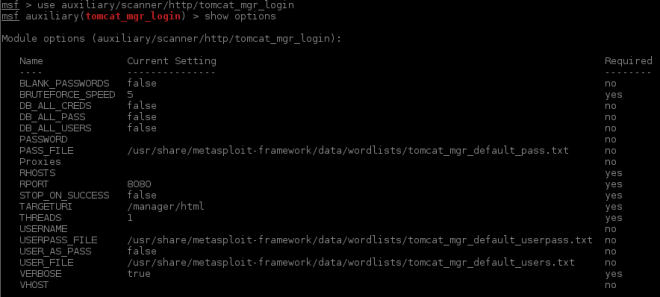 msf > use auxiliary/scanner/http/tomcat_mgr_login
msf auxiliary(tomcat_mgr_login) > show options
Module options (auxiliary/scanner/http/tomcat_mgr_login):
Name Current Setting Required
---- --------------- --------
BLANK_PASSWORDS false no
BRUTEFORCE_SPEED 5 yes
DB_ALL_CREDS false no
DB_ALL_PASS false no
DB_ALL_USERS false no
PASSWORD no
PASS_FILE /usr/share/metasploit-framework/data/wordlists/tomcat_mgr_default_pass.txt no
Proxies no
RHOSTS yes
RPORT 8080 yes
STOP_ON_SUCCESS false yes
TARGETURI /manager/html yes
THREADS 1 yes
USERNAME no
USERPASS_FILE /usr/share/metasploit-framework/data/wordlists/tomcat_mgr_default_userpass.txt no
USER_AS_PASS false no
USER_FILE /usr/share/metasploit-framework/data/wordlists/tomcat_mgr_default_users.txt no
VERBOSE true yes
VHOST no